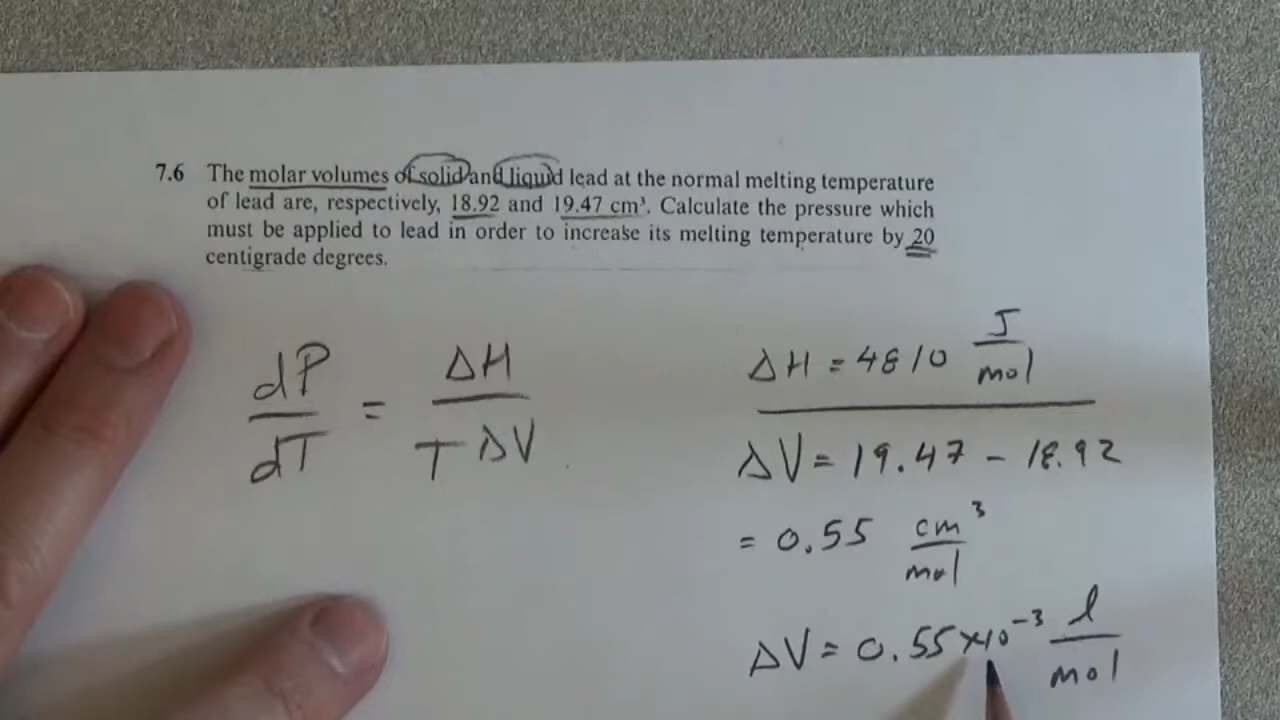 7.6 The molar volumes of solid and liquid lead at the normal melting temperature
of lead are, respectively, 18.92 and 19.47 cm³. Calculate the pressure which
must be applied to lead in order to increase its melting temperature by 20
centigrade degrees.
dP/dT = ΔH/TΔV
ΔH = 4810 J/mol
ΔV = 19.47 - 18.92
= 0.55 cm³/mol
ΔV = 0.55×10⁻³ l/mol